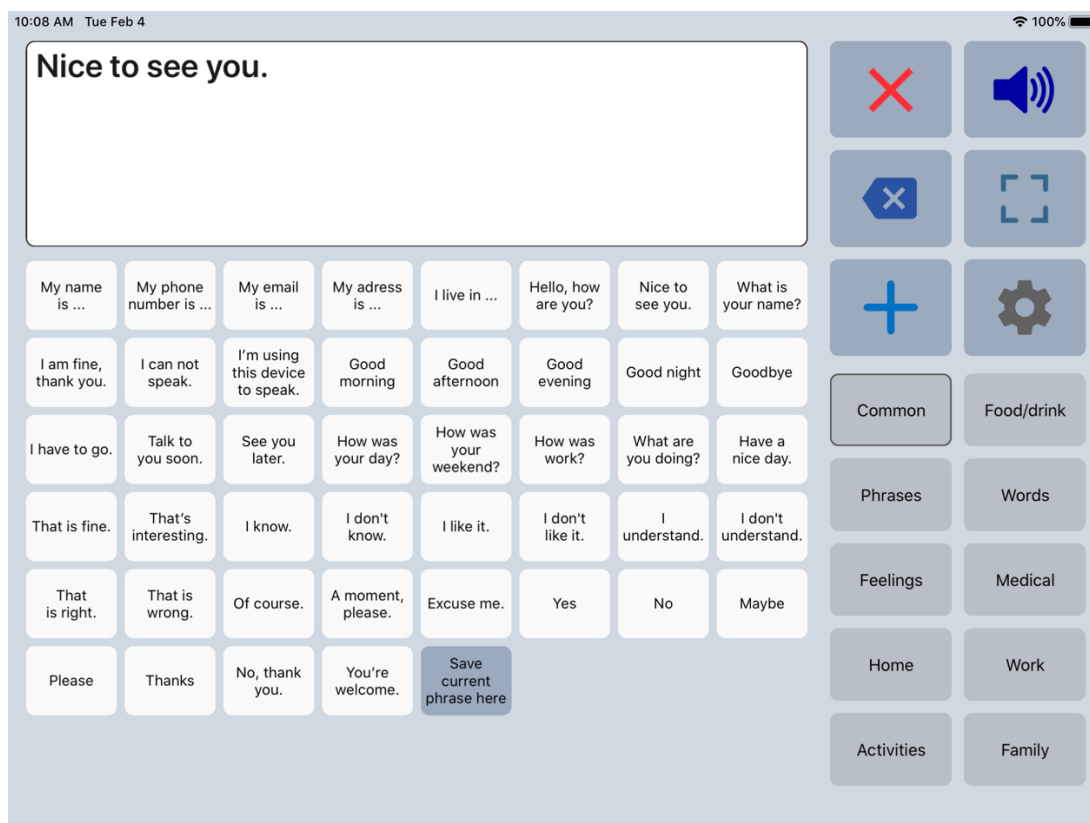 10:08 AM Tue Feb 4
100%
Nice to see you.
My name
is ...
My phone
number is ...
My email
is ...
My adress
is ...
I live in ...
Hello, how
are you?
Nice to
see you.
What is
your name?
I am fine,
thank you.
I can not
speak.
I’m using
this device
to speak.
Good
morning
Good
afternoon
Good
evening
Good night
Goodbye
I have to go.
Talk to
you soon.
See you
later.
How was
your day?
How was
your
weekend?
How was
work?
What are
you doing?
Have a
nice day.
That is fine.
That’s
interesting.
I know.
I don't
know.
I like it.
I don't
like it.
I
understand.
I don't
understand.
That
is right.
That is
wrong.
Of course.
A moment,
please.
Excuse me.
Yes
No
Maybe
Please
Thanks
No, thank
you.
You’re
welcome.
Save
current
phrase here
Common
Food/drink
Phrases
Words
Feelings
Medical
Home
Work
Activities
Family